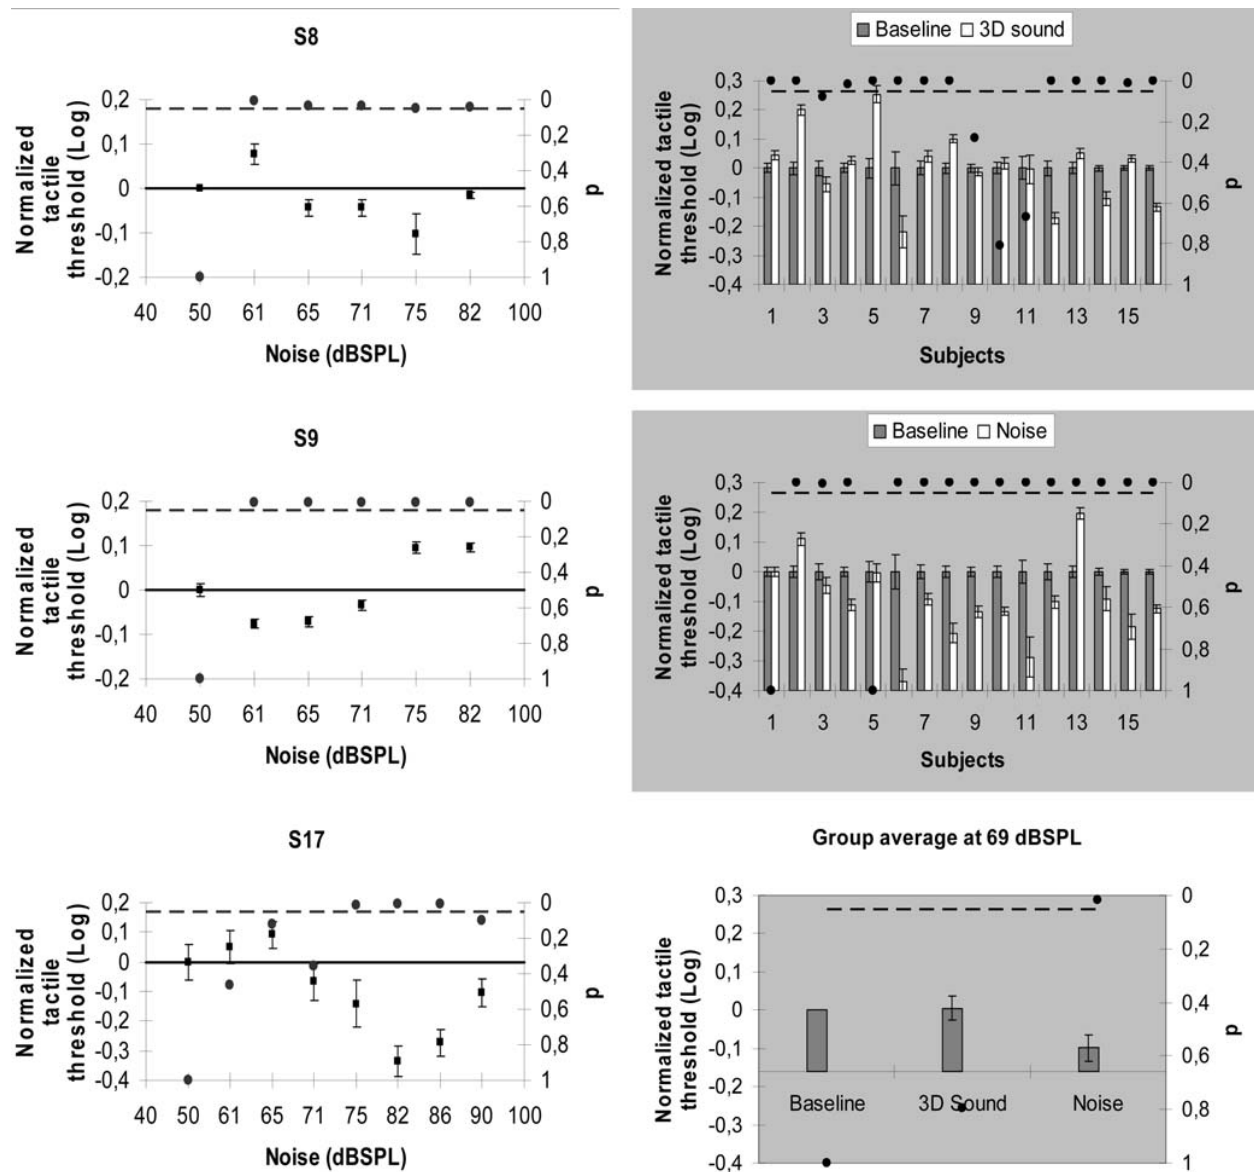 S8
Normalized
tactile
threshold (Log)
0,2
0,1
0
-0,1
-0,2
0
0,2
0,4
0,6
0,8
1
p
40 50 61 65 71 75 82 100
Noise (dBSPL)
Baseline 3D sound
Normalized tactile
threshold (Log)
0,3
0,2
0,1
0
-0,1
-0,2
-0,3
-0,4
0
0,2
0,4
0,6
0,8
1
p
1 3 5 7 9 11 13 15
Subjects
S9
Normalized
tactile
threshold (Log)
0,2
0,1
0
-0,1
-0,2
0
0,2
0,4
0,6
0,8
1
p
40 50 61 65 71 75 82 100
Noise (dBSPL)
Baseline Noise
Normalized tactile
threshold (Log)
0,3
0,2
0,1
0
-0,1
-0,2
-0,3
-0,4
0
0,2
0,4
0,6
0,8
1
p
1 3 5 7 9 11 13 15
Subjects
S17
Normalized
tactile
threshold (Log)
0,2
0,1
0
-0,1
-0,2
-0,3
-0,4
0
0,2
0,4
0,6
0,8
1
p
40 50 61 65 71 75 82 86 90 100
Noise (dBSPL)
Group average at 69 dBSPL
Normalized tactile
threshold (Log)
0,3
0,2
0,1
0
-0,1
-0,2
-0,3
-0,4
0
0,2
0,4
0,6
0,8
1
p
Baseline 3D Sound Noise